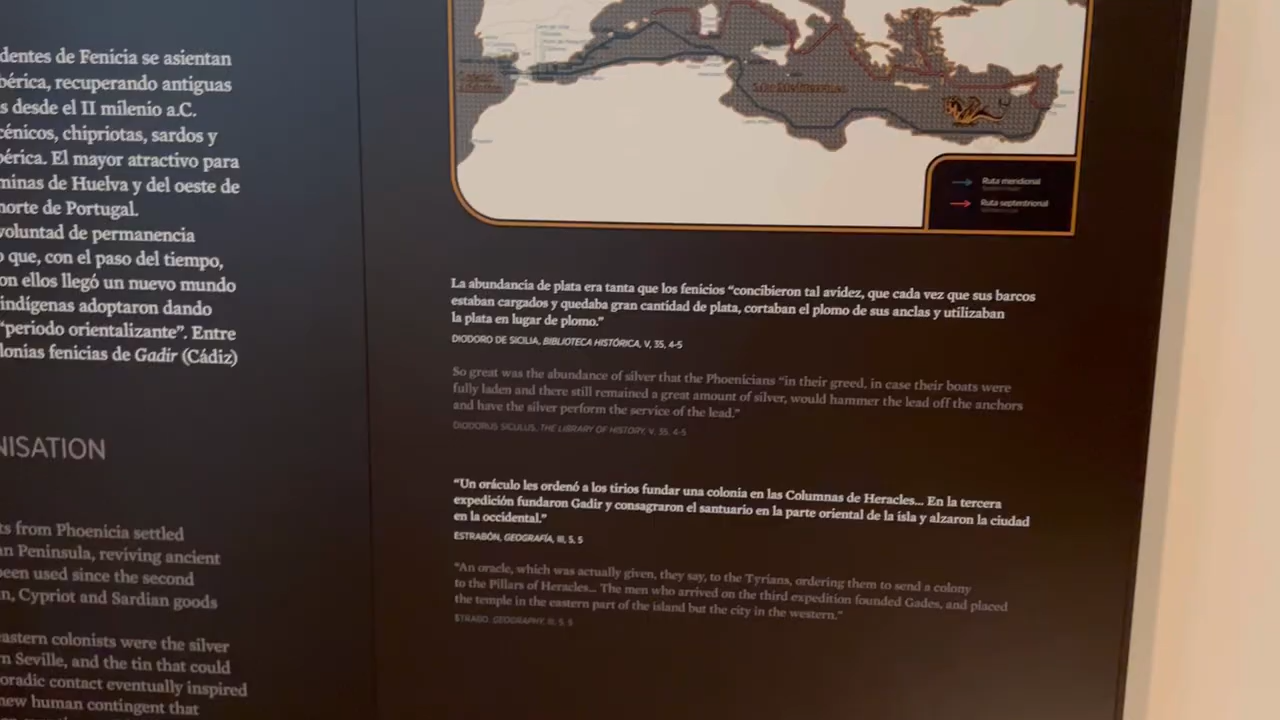 dentes de Fenicia se asientan
bérica, recuperando antiguas
s desde el II milenio a.C.
cénicos, chipriotas, sardos y
bérica. El mayor atractivo para
minas de Huelva y del oeste de
norte de Portugal.
voluntad de permanencia
o que, con el paso del tiempo,
on ellos llegó un nuevo mundo
indígenas adoptaron dando
"periodo orientalizante". Entre
lonias fenicias de Gadir (Cádiz)
NISATION
ts from Phoenicia settled
an Peninsula, reviving ancient
been used since the second
n, Cypriot and Sardian goods
eastern colonists were the silver
n Seville, and the tin that could
oradic contact eventually inspired
new human contingent that
Mar Mediterráneo
Ruta meridional
Ruta septentrional
La abundancia de plata era tanta que los fenicios "concibieron tal avidez, que cada vez que sus barcos
estaban cargados y quedaba gran cantidad de plata, cortaban el plomo de sus anclas y utilizaban
la plata en lugar de plomo."
DIODORO DE SICILIA, BIBLIOTECA HISTÓRICA, V, 35, 4-5
So great was the abundance of silver that the Phoenicians "in their greed, in case their boats were
fully laden and there still remained a great amount of silver, would hammer the lead off the anchors
and have the silver perform the service of the lead."
DIODORUS SICULUS, THE LIBRARY OF HISTORY, V, 35, 4-5
"Un oráculo les ordenó a los tirios fundar una colonia en las Columnas de Heracles... En la tercera
expedición fundaron Gadir y consagraron el santuario en la parte oriental de la isla y alzaron la ciudad
en la occidental."
ESTRABÓN, GEOGRAFÍA, III, 5, 5
"An oracle, which was actually given, they say, to the Tyrians, ordering them to send a colony
to the Pillars of Heracles... The men who arrived on the third expedition founded Gades, and placed
the temple in the eastern part of the island but the city in the western."
STRABO, GEOGRAPHY, III, 5, 5